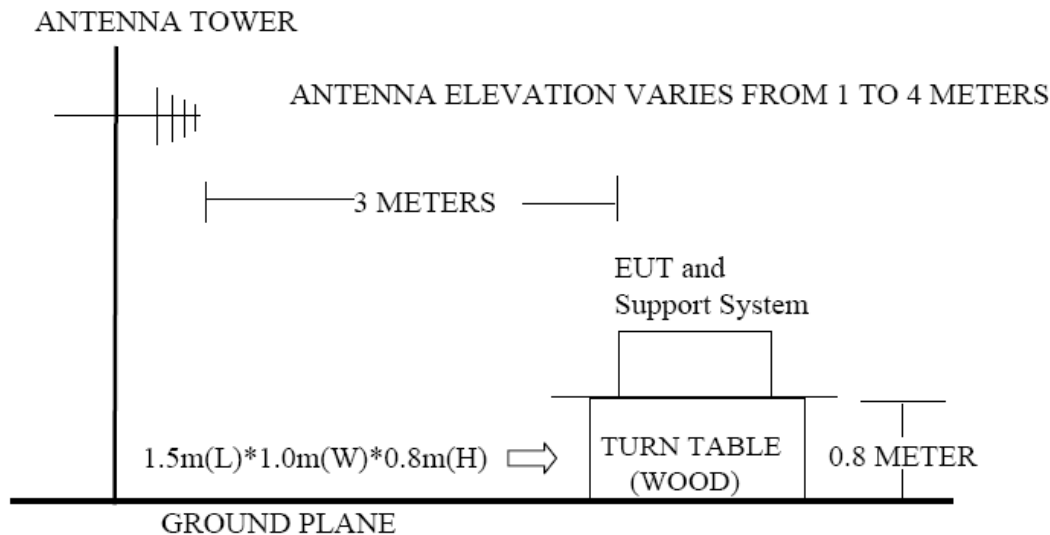 ANTENNA TOWER
ANTENNA ELEVATION VARIES FROM 1 TO 4 METERS
3 METERS
EUT and
Support System
1.5m(L)*1.0m(W)*0.8m(H)
TURN TABLE
(WOOD)
0.8 METER
GROUND PLANE